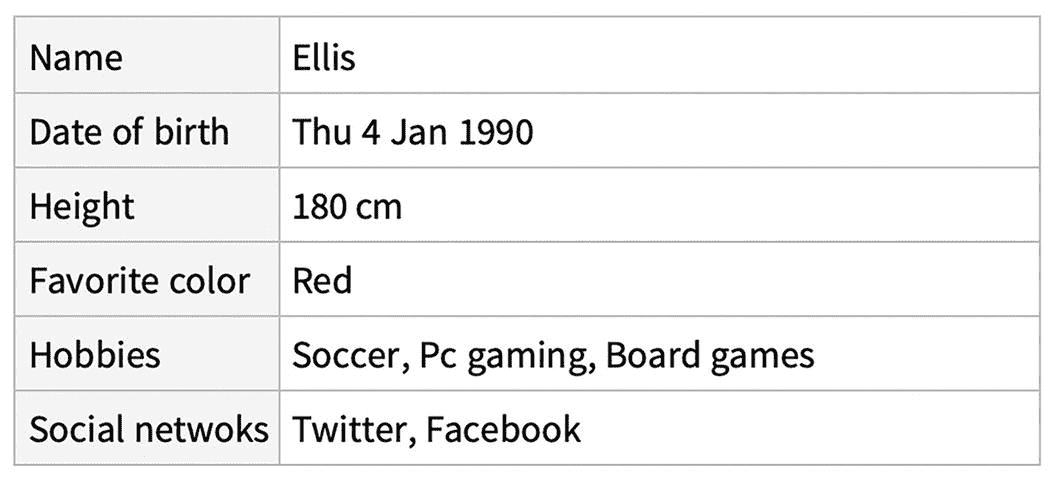 Name Ellis
Date of birth Thu 4 Jan 1990
Height 180 cm
Favorite color Red
Hobbies Soccer, Pc gaming, Board games
Social netwoks Twitter, Facebook